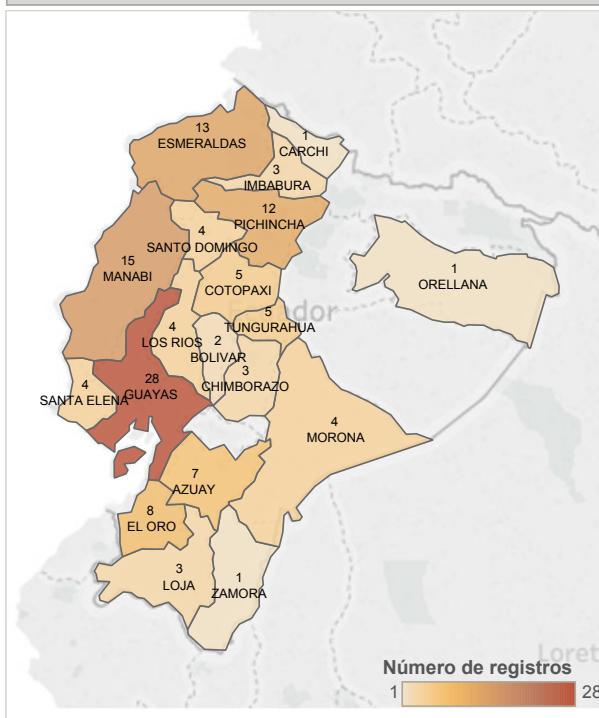 13
ESMERALDAS
1
CARCHI
3
IMBABURA
12
PICHINCHA
4
SANTO DOMINGO
15
MANABI
5
COTOPAXI
1
ORELLANA
Ecuador
5
TUNGURAHUA
4
LOS RIOS
2
BOLIVAR
3
CHIMBORAZO
4
SANTA ELENA
28
GUAYAS
4
MORONA
7
AZUAY
8
EL ORO
3
LOJA
1
ZAMORA
Loret
Número de registros
1 28